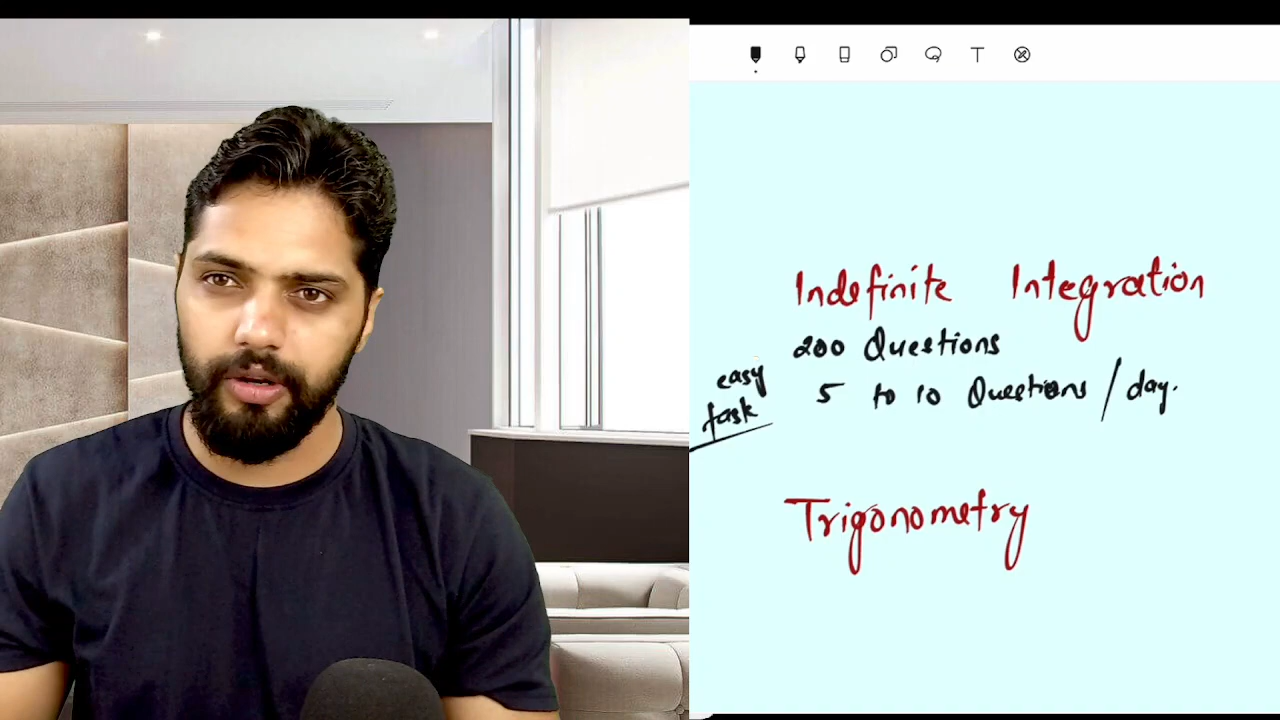 Indefinite Integration
200 Questions
easy task
5 to 10 Questions / day.
Trigonometry